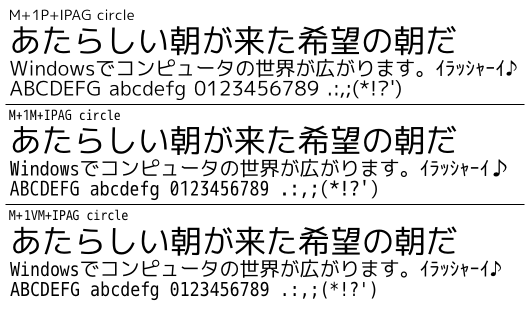 M+1P+IPAG circle
あたらしい朝が来た希望の朝だ
Windowsでコンピュータの世界が広がります。ｲﾗｯｼｬｰｲ♪
ABCDEFG abcdefg 0123456789 .:,;(*!?')
M+1M+IPAG circle
あたらしい朝が来た希望の朝だ
Windowsでコンピュータの世界が広がります。ｲﾗｯｼｬｰｲ♪
ABCDEFG abcdefg 0123456789 .:,;(*!?')
M+1VM+IPAG circle
あたらしい朝が来た希望の朝だ
Windowsでコンピュータの世界が広がります。ｲﾗｯｼｬｰｲ♪
ABCDEFG abcdefg 0123456789 .:,;(*!?')